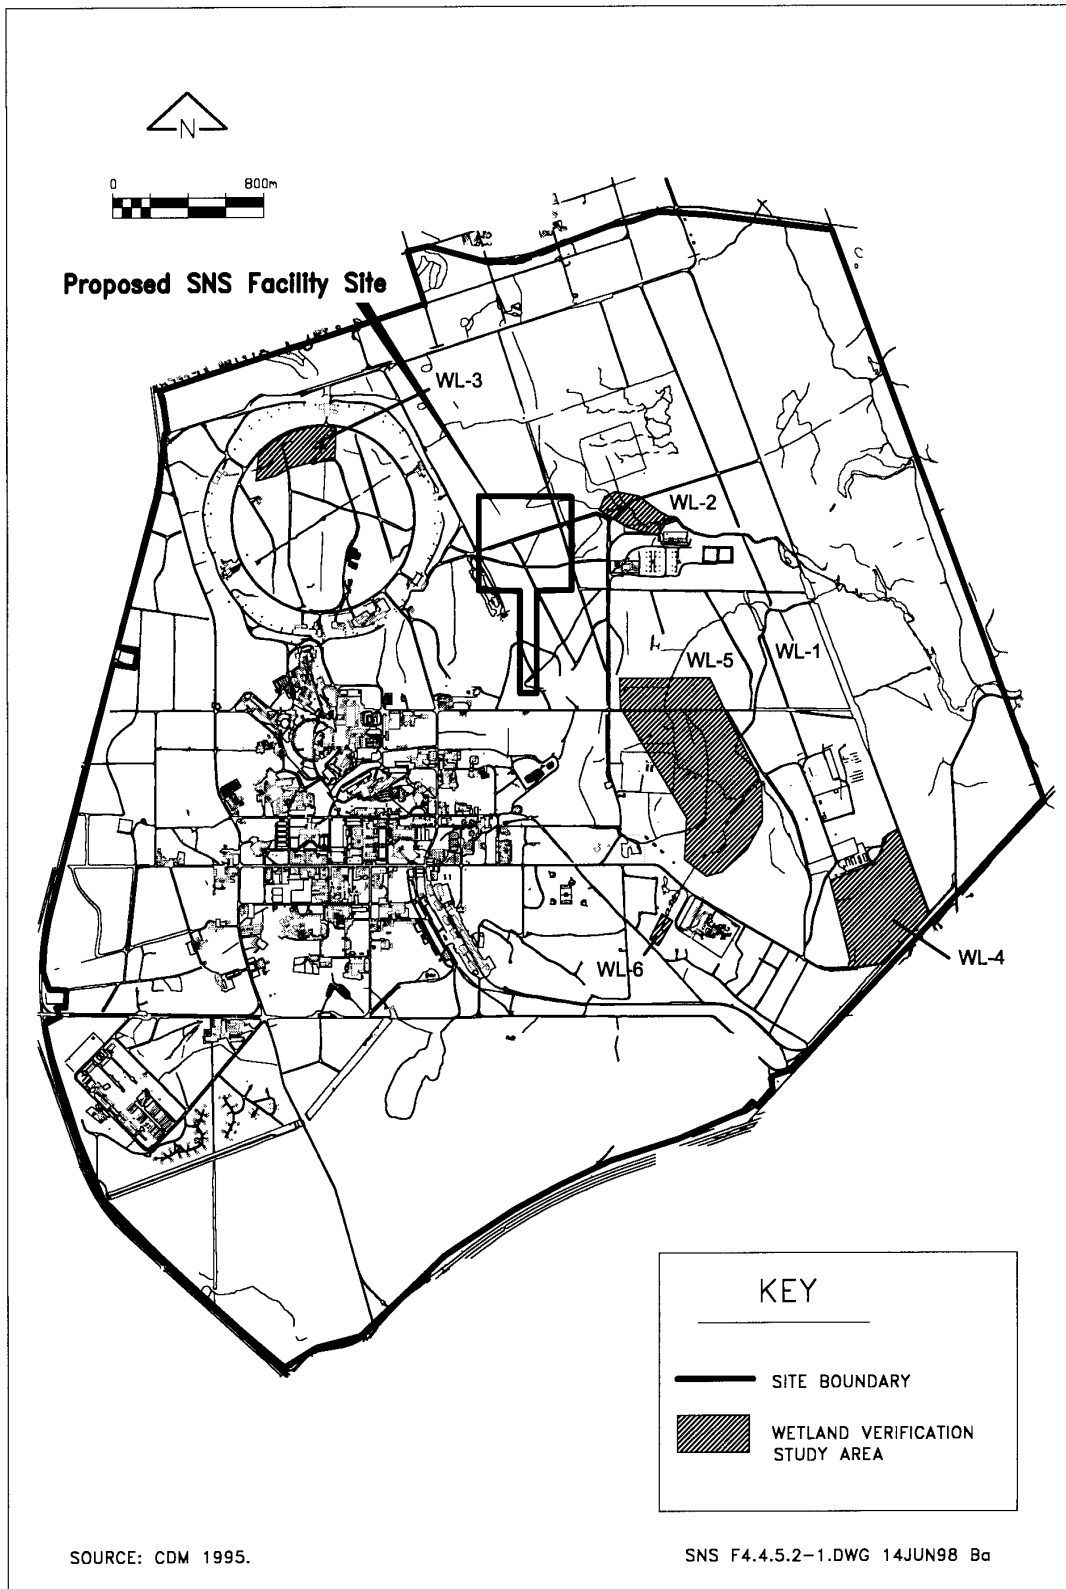 N
0 800m
Proposed SNS Facility Site
WL-3
WL-2
WL-5
WL-1
WL-4
WL-6
KEY
SITE BOUNDARY
WETLAND VERIFICATION
STUDY AREA
SOURCE: CDM 1995.
SNS F4.4.5.2-1.DWG 14JUN98 Ba